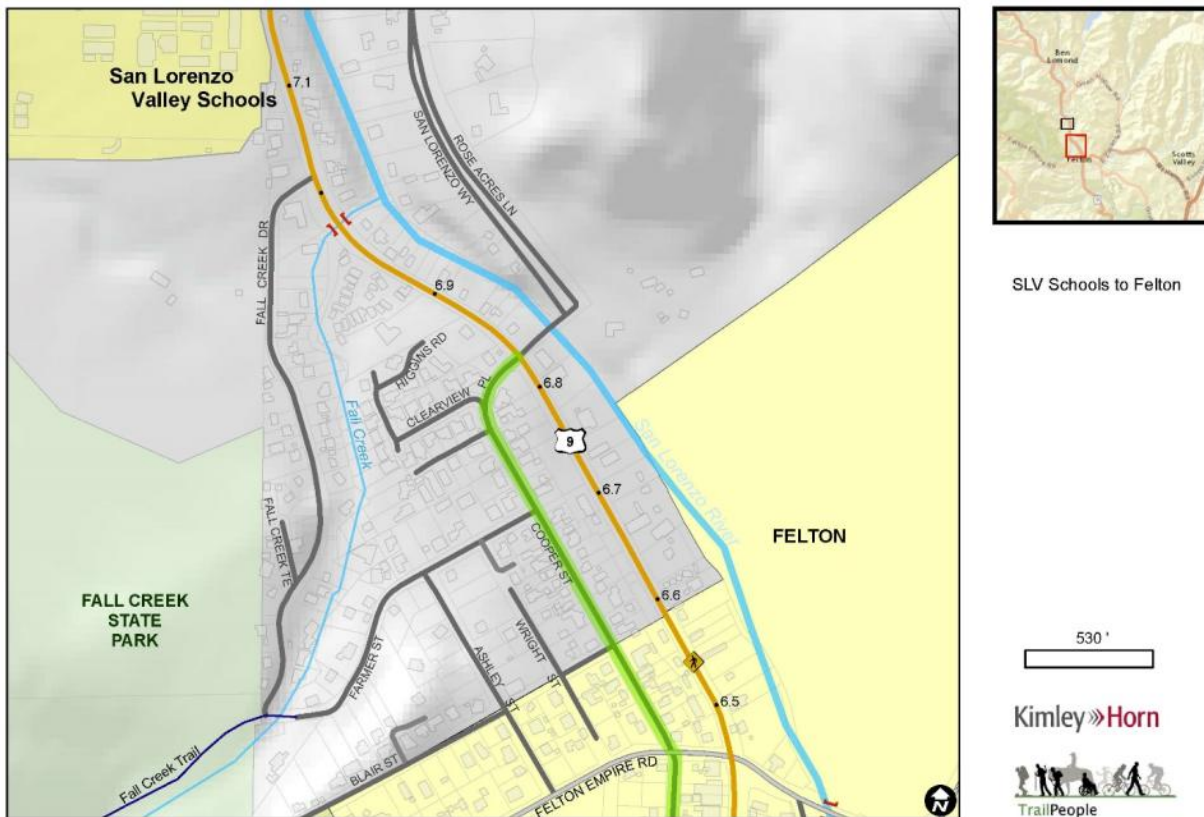 San Lorenzo
Valley Schools
7.1
SAN LORENZO WY
ROSE ACRES LN
FALL CREEK DR
6.9
HIGGINS RD
PL
6.8
CLEARVIEW
Fall Creek
9
San Lorenzo River
6.7
FALL CREEK TE
COOPER ST
FELTON
FALL CREEK
STATE
PARK
6.6
FARMER ST
ASHLEY ST
WRIGHT ST
6.5
Fall Creek Trail
BLAIR ST
FELTON EMPIRE RD
N
Ben
Lomond
Scotts
Valley
Felton
SLV Schools to Felton
530 '
Kimley»Horn
TrailPeople